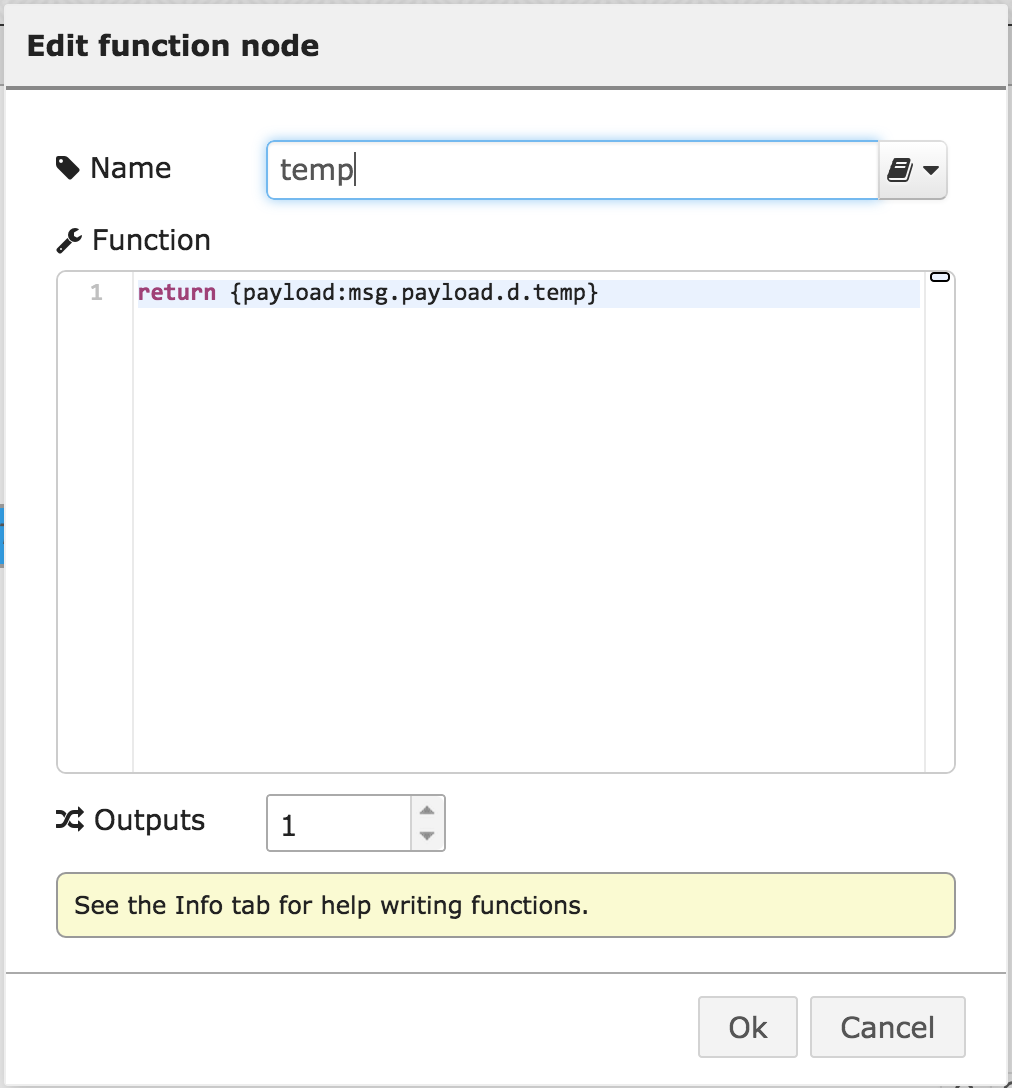 Edit function node
Name
temp
Function
1 return {payload:msg.payload.d.temp}
Outputs
1
See the Info tab for help writing functions.
Ok Cancel